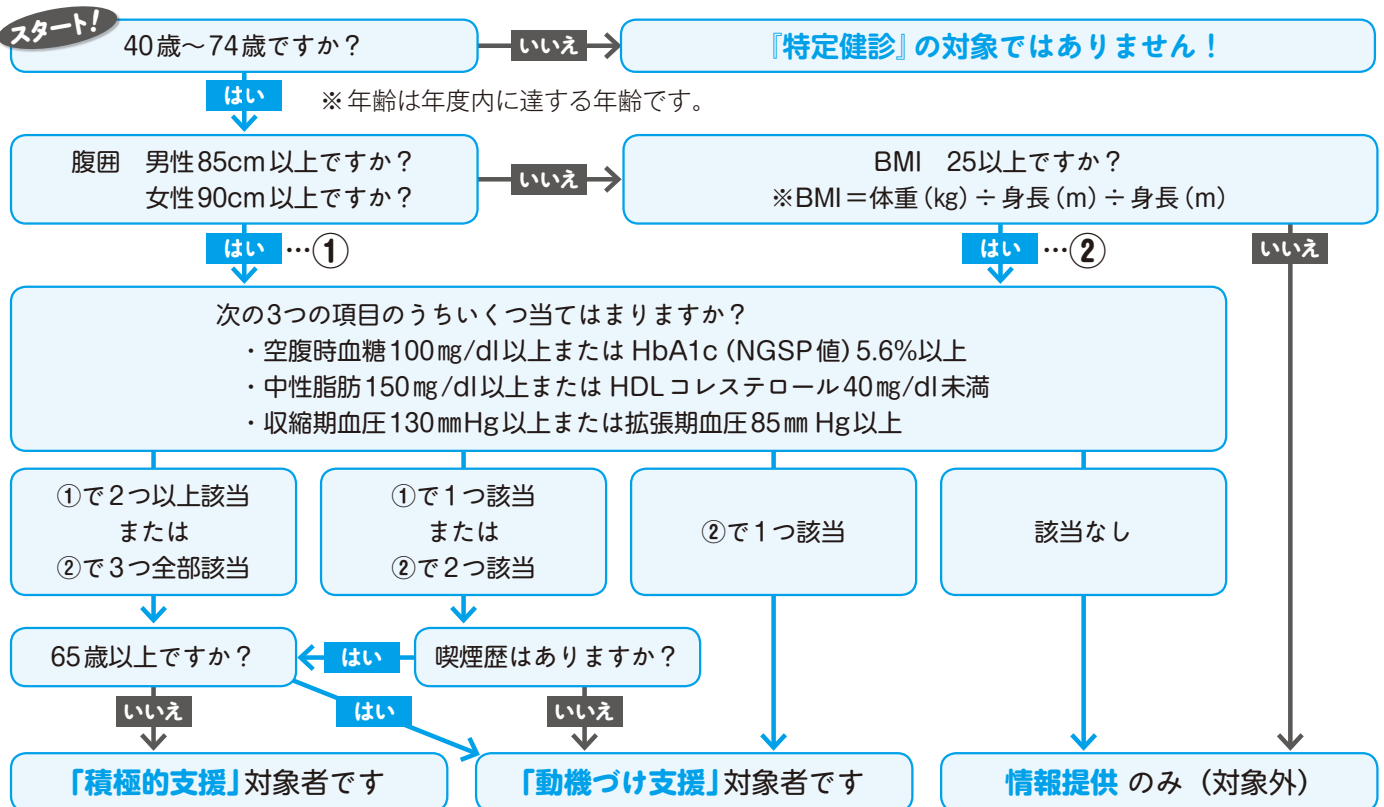 スタート!
40歳〜74歳ですか?
いいえ
『特定健診』の対象ではありません!
はい
※年齢は年度内に達する年齢です。
腹囲 男性85cm以上ですか?
女性90cm以上ですか?
いいえ
BMI 25以上ですか?
※BMI=体重(kg)÷身長(m)÷身長(m)
はい…①
はい…②
いいえ
次の3つの項目のうちいくつ当てはまりますか?
・空腹時血糖100㎎/dl以上または HbA1c(NGSP値)5.6%以上
・中性脂肪150㎎/dl以上または HDLコレステロール40㎎/dl未満
・収縮期血圧130㎜Hg以上または拡張期血圧85㎜Hg以上
①で2つ以上該当
または
②で3つ全部該当
①で1つ該当
または
②で2つ該当
②で1つ該当
該当なし
65歳以上ですか?
はい
喫煙歴はありますか?
いいえ
はい
いいえ
「積極的支援」対象者です
「動機づけ支援」対象者です
情報提供 のみ(対象外)